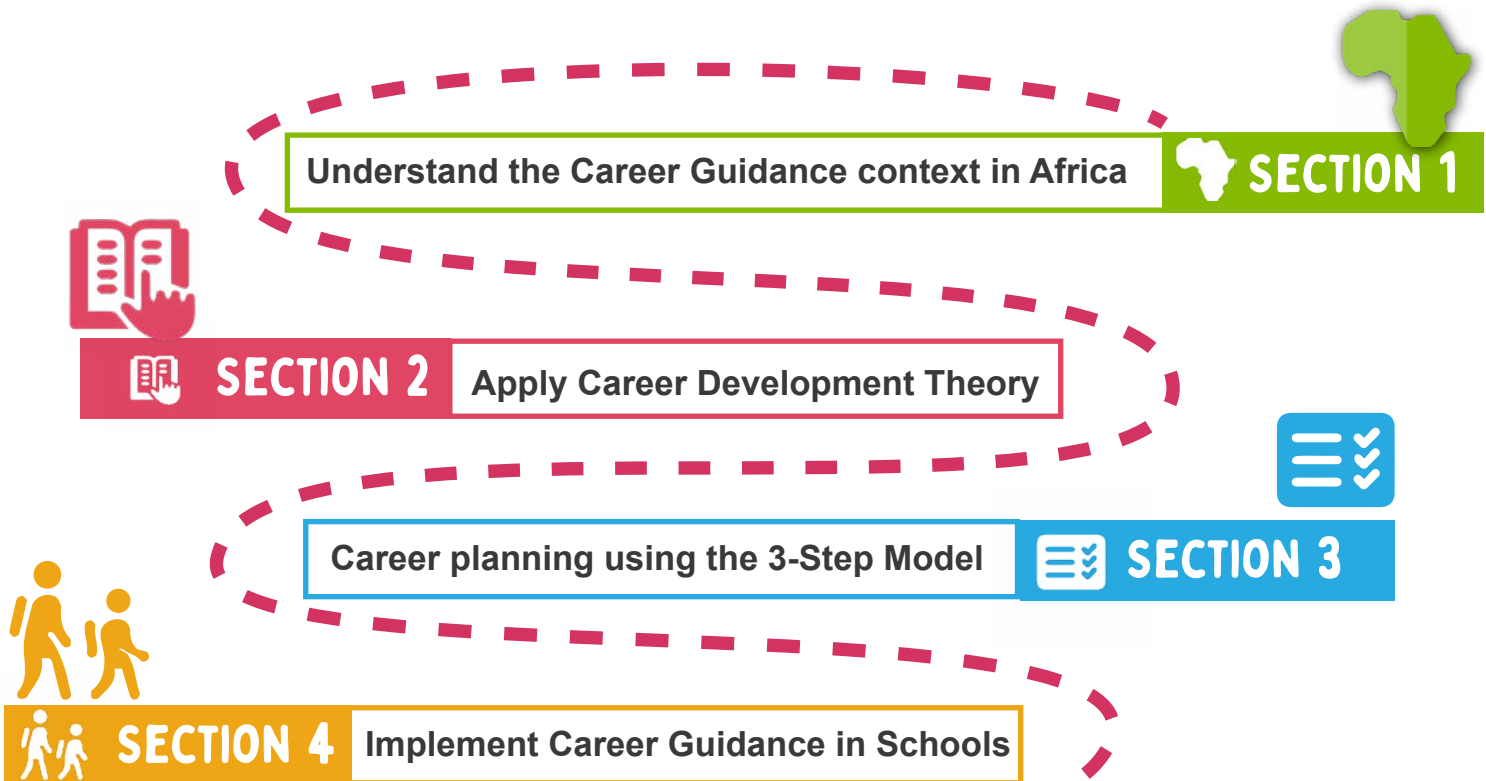 Understand the Career Guidance context in Africa SECTION 1
SECTION 2 Apply Career Development Theory
Career planning using the 3-Step Model SECTION 3
SECTION 4 Implement Career Guidance in Schools